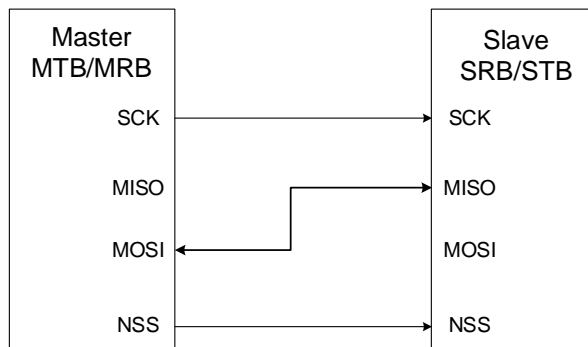 Master
MTB/MRB
SCK
MISO
MOSI
NSS
Slave
SRB/STB
SCK
MISO
MOSI
NSS